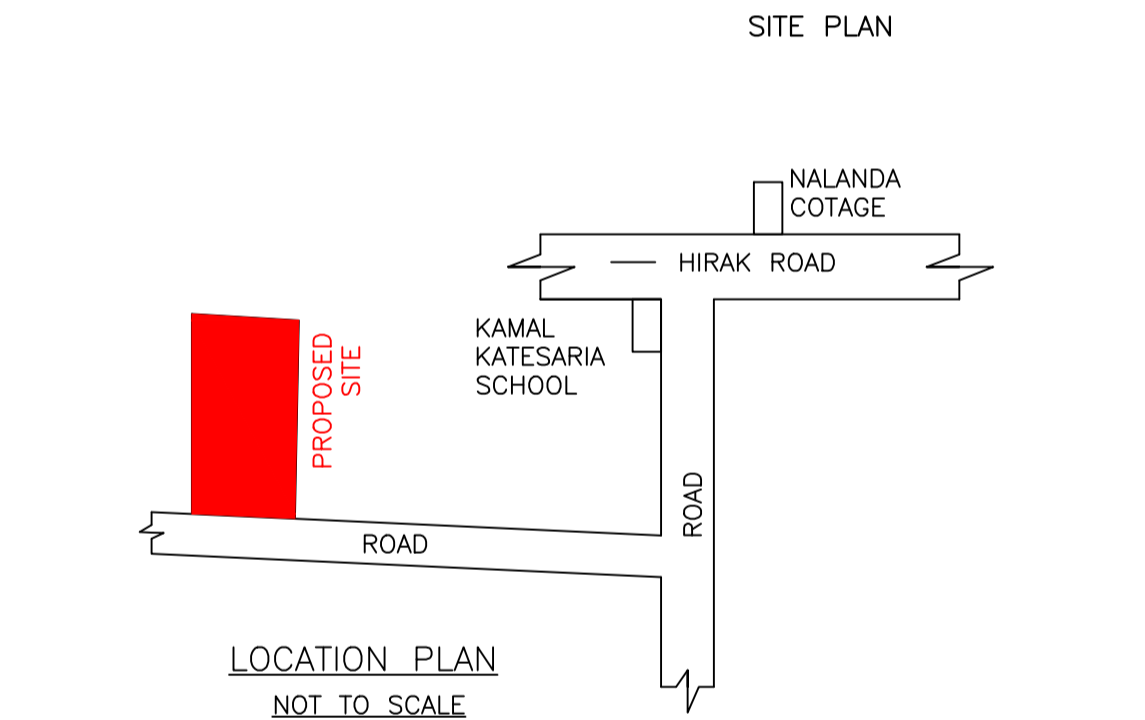 SITE PLAN
NALANDA
COTAGE
HIRAK ROAD
KAMAL
KATESARIA
SCHOOL
PROPOSED
SITE
ROAD
ROAD
LOCATION PLAN
NOT TO SCALE